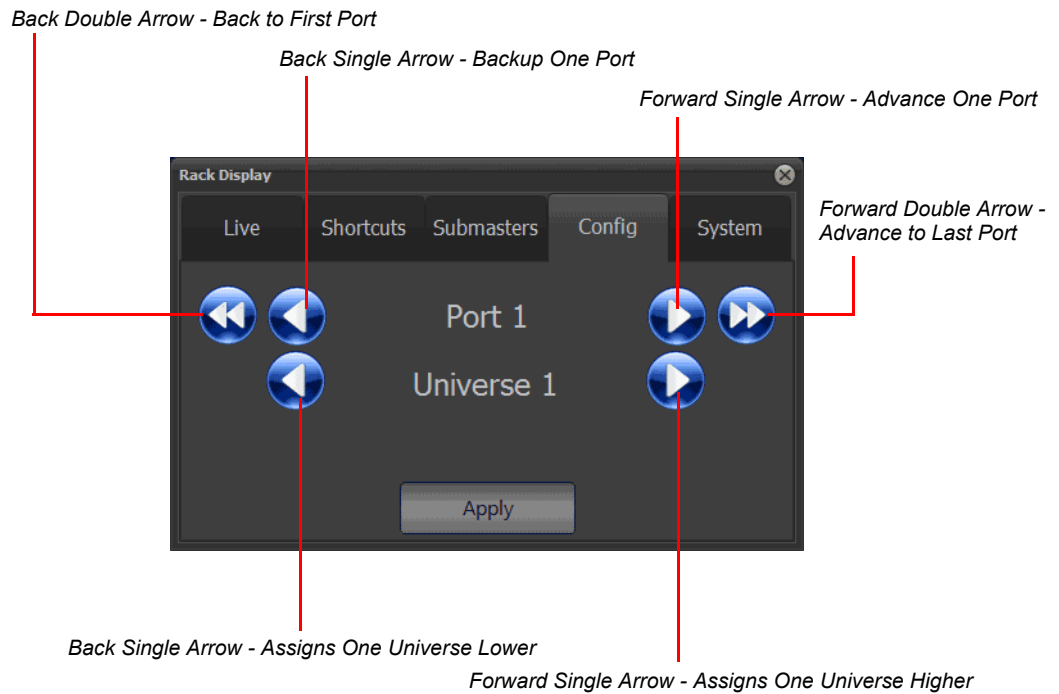 Back Double Arrow - Back to First Port
Back Single Arrow - Backup One Port
Forward Single Arrow - Advance One Port
Rack Display
Forward Double Arrow -
Advance to Last Port
Live Shortcuts Submasters Config System
Port 1
Universe 1
Apply
Back Single Arrow - Assigns One Universe Lower
Forward Single Arrow - Assigns One Universe Higher